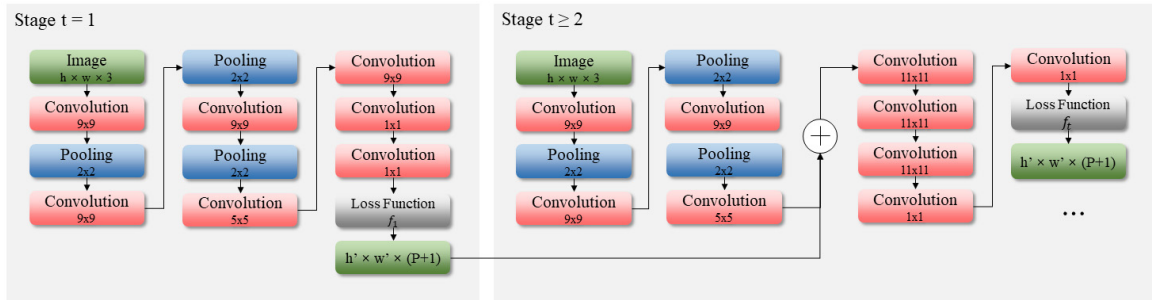 Stage t = 1
Image
h × w × 3
Convolution
9x9
Pooling
2x2
Convolution
9x9
Pooling
2x2
Convolution
9x9
Pooling
2x2
Convolution
5x5
Convolution
9x9
Convolution
1x1
Convolution
1x1
Loss Function
f₁
h' × w' × (P+1)
Stage t ≥ 2
Image
h × w × 3
Convolution
9x9
Pooling
2x2
Convolution
9x9
Pooling
2x2
Convolution
9x9
Pooling
2x2
Convolution
5x5
+
Convolution
11x11
Convolution
11x11
Convolution
11x11
Convolution
1x1
Convolution
1x1
Loss Function
fₜ
h' × w' × (P+1)
...